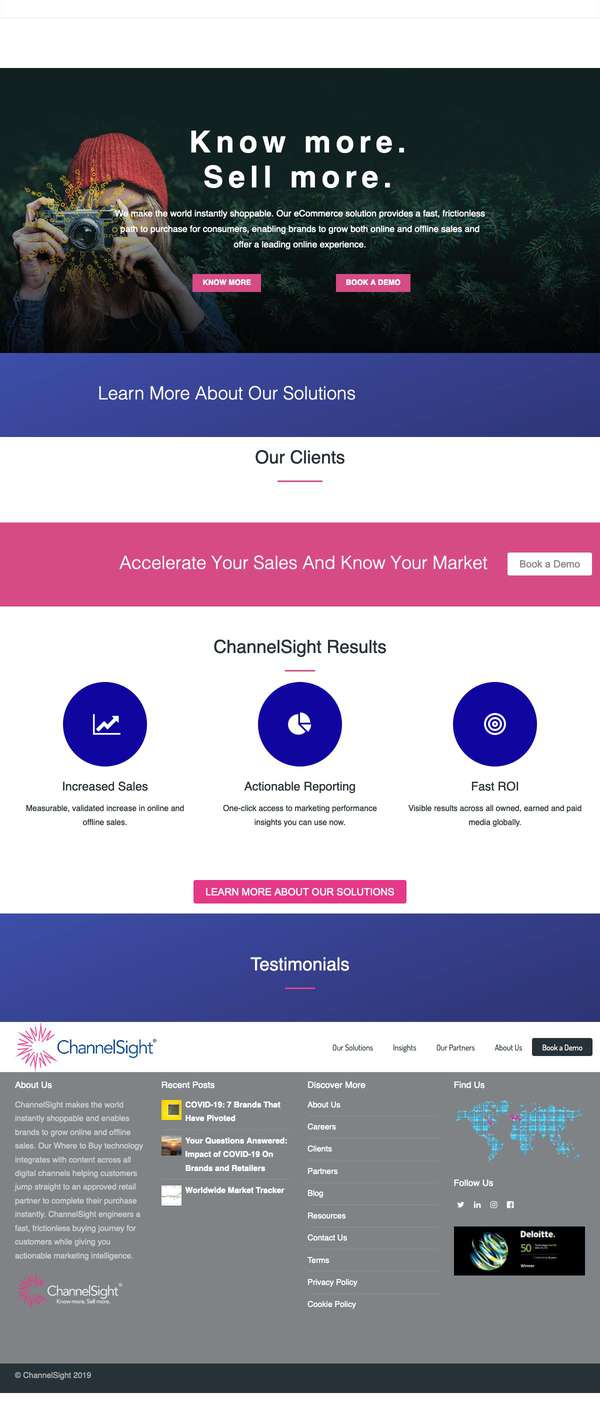 Know more.
Sell more.
We make the world instantly shoppable. Our eCommerce solution provides a fast, frictionless
path to purchase for consumers, enabling brands to grow both online and offline sales and
offer a leading online experience.
KNOW MORE
BOOK A DEMO
Learn More About Our Solutions
Our Clients
Accelerate Your Sales And Know Your Market
Book a Demo
ChannelSight Results
Increased Sales
Measurable, validated increase in online and
offline sales.
Actionable Reporting
One-click access to marketing performance
insights you can use now.
Fast ROI
Visible results across all owned, earned and paid
media globally.
LEARN MORE ABOUT OUR SOLUTIONS
Testimonials
ChannelSight®
Our Solutions
Insights
Our Partners
About Us
Book a Demo
About Us
ChannelSight makes the world
instantly shoppable and enables
brands to grow online and offline
sales. Our Where to Buy technology
integrates with content across all
digital channels helping customers
jump straight to an approved retail
partner to complete their purchase
instantly. ChannelSight engineers a
fast, frictionless buying journey for
customers while giving you
actionable marketing intelligence.
ChannelSight®
Know more. Sell more.
Recent Posts
COVID-19: 7 Brands That
Have Pivoted
Your Questions Answered:
Impact of COVID-19 On
Brands and Retailers
Worldwide Market Tracker
Discover More
About Us
Careers
Clients
Partners
Blog
Resources
Contact Us
Terms
Privacy Policy
Cookie Policy
Find Us
Follow Us
Deloitte.
50
Winner
© ChannelSight 2019